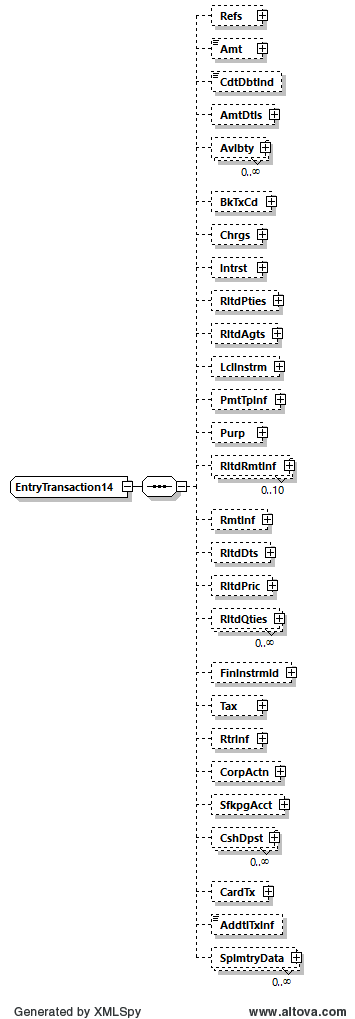 Refs
Amt
CdtDbtInd
AmtDtls
Avlbty
0..∞
BkTxCd
Chrgs
Intrst
RltdPties
RltdAgts
LclInstrm
PmtTpInf
Purp
RltdRmtInf
0..10
EntryTransaction14
RmtInf
RltdDts
RltdPric
RltdQties
0..∞
FinInstrmId
Tax
RtrInf
CorpActn
SfkpgAcct
CshDpst
0..∞
CardTx
AddtlTxInf
SplmtryData
0..∞
Generated by XMLSpy www.altova.com